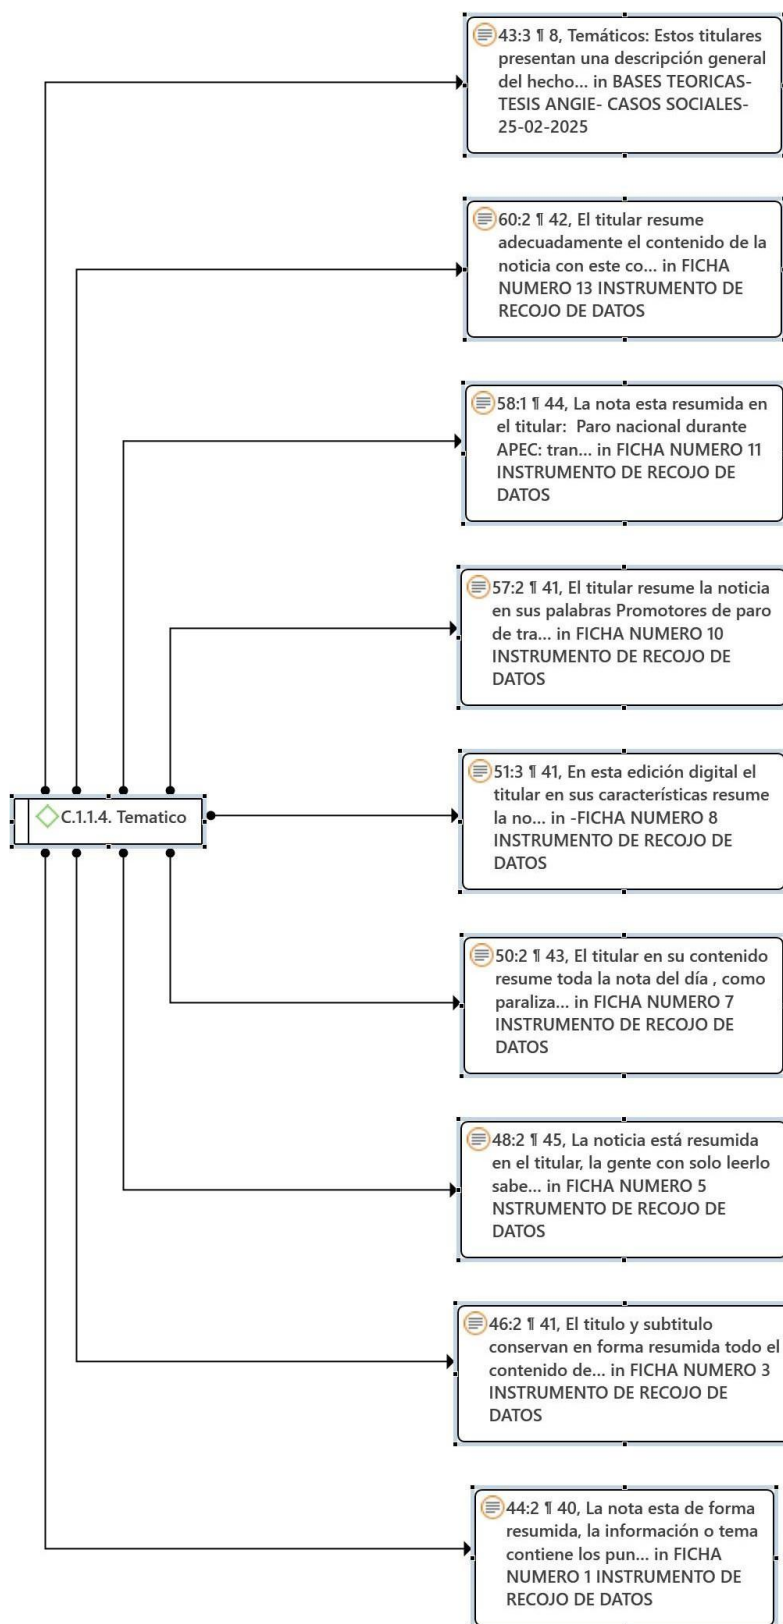 43:3 ¶ 8, Temáticos: Estos titulares
presentan una descripción general
del hecho... in BASES TEORICAS-
TESIS ANGIE- CASOS SOCIALES-
25-02-2025
60:2 ¶ 42, El titular resume
adecuadamente el contenido de la
noticia con este co... in FICHA
NUMERO 13 INSTRUMENTO DE
RECOJO DE DATOS
58:1 ¶ 44, La nota esta resumida en
el titular:  Paro nacional durante
APEC: tran... in FICHA NUMERO 11
INSTRUMENTO DE RECOJO DE
DATOS
57:2 ¶ 41, El titular resume la noticia
en sus palabras Promotores de paro
de tra... in FICHA NUMERO 10
INSTRUMENTO DE RECOJO DE
DATOS
C.1.1.4. Tematico
51:3 ¶ 41, En esta edición digital el
titular en sus características resume
la no... in -FICHA NUMERO 8
INSTRUMENTO DE RECOJO DE
DATOS
50:2 ¶ 43, El titular en su contenido
resume toda la nota del día , como
paraliza... in FICHA NUMERO 7
INSTRUMENTO DE RECOJO DE
DATOS
48:2 ¶ 45, La noticia está resumida
en el titular, la gente con solo leerlo
sabe... in FICHA NUMERO 5
NSTRUMENTO DE RECOJO DE
DATOS
46:2 ¶ 41, El titulo y subtitulo
conservan en forma resumida todo el
contenido de... in FICHA NUMERO 3
INSTRUMENTO DE RECOJO DE
DATOS
44:2 ¶ 40, La nota esta de forma
resumida, la información o tema
contiene los pun... in FICHA
NUMERO 1 INSTRUMENTO DE
RECOJO DE DATOS